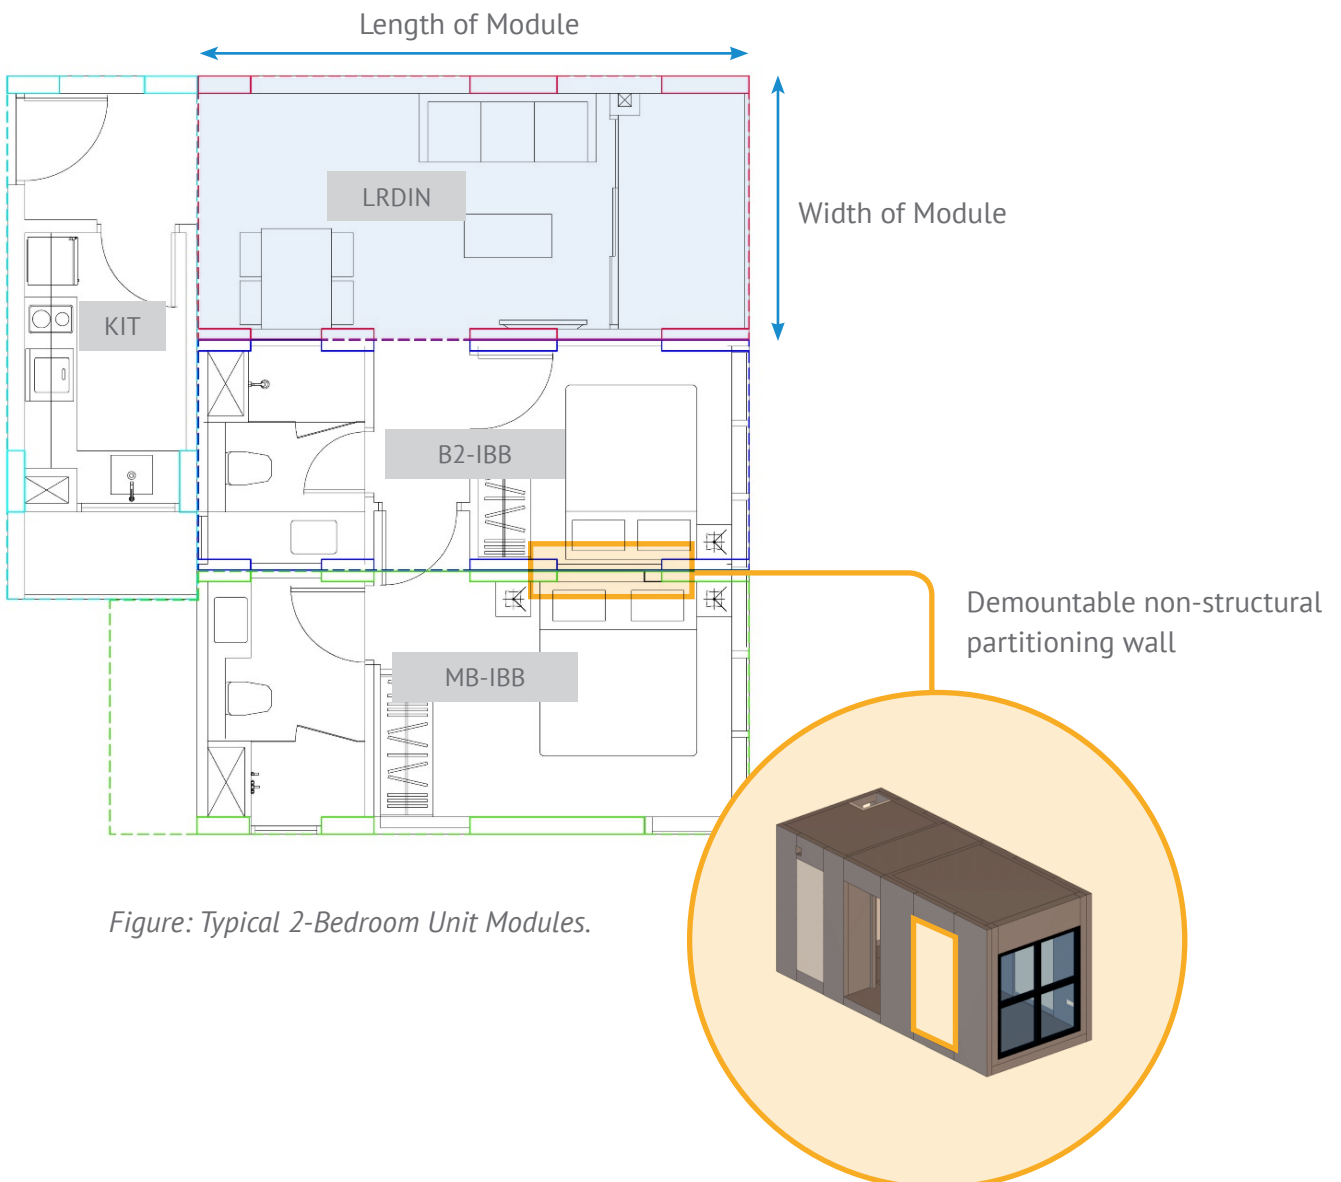 Length of Module
Width of Module
LRDIN
KIT
B2-IBB
MB-IBB
Demountable non-structural
partitioning wall
Figure: Typical 2-Bedroom Unit Modules.